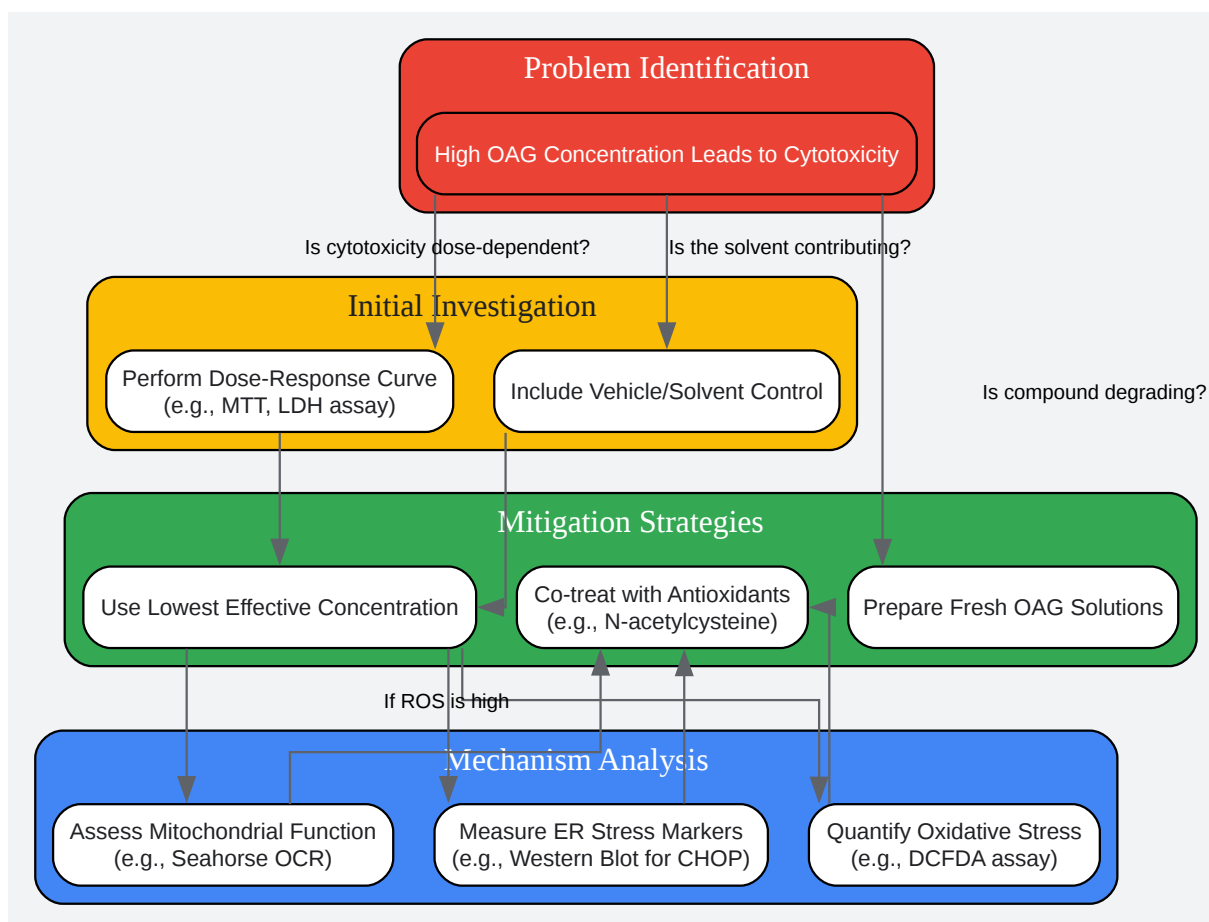 Problem Identification
High OAG Concentration Leads to Cytotoxicity
Is cytotoxicity dose-dependent?
Is the solvent contributing?
Initial Investigation
Perform Dose-Response Curve
(e.g., MTT, LDH assay)
Include Vehicle/Solvent Control
Is compound degrading?
Mitigation Strategies
Use Lowest Effective Concentration
Co-treat with Antioxidants
(e.g., N-acetylcysteine)
Prepare Fresh OAG Solutions
If ROS is high
Mechanism Analysis
Assess Mitochondrial Function
(e.g., Seahorse OCR)
Measure ER Stress Markers
(e.g., Western Blot for CHOP)
Quantify Oxidative Stress
(e.g., DCFDA assay)